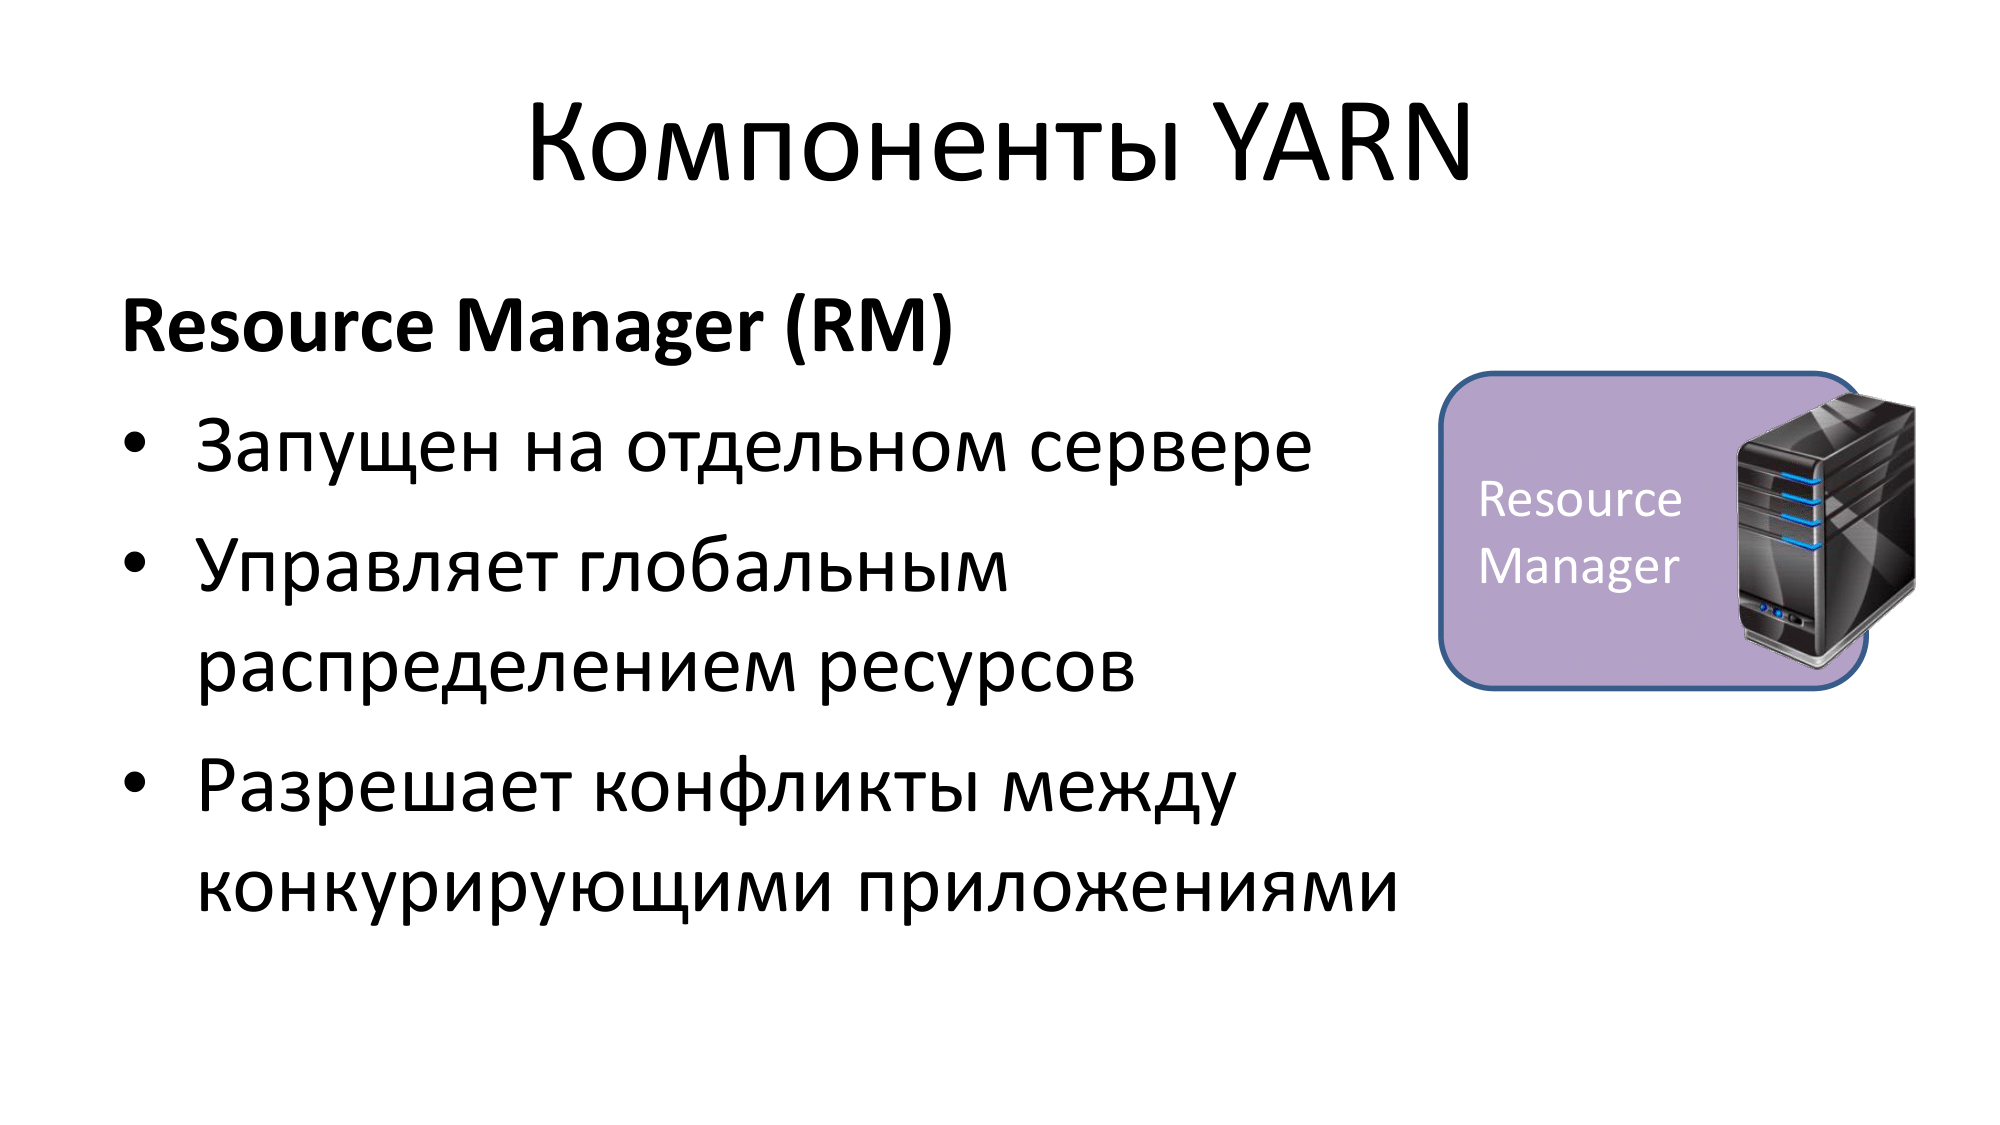 Компоненты YARN
Resource Manager (RM)
• Запущен на отдельном сервере
• Управляет глобальным
распределением ресурсов
• Разрешает конфликты между
конкурирующими приложениями
Resource
Manager